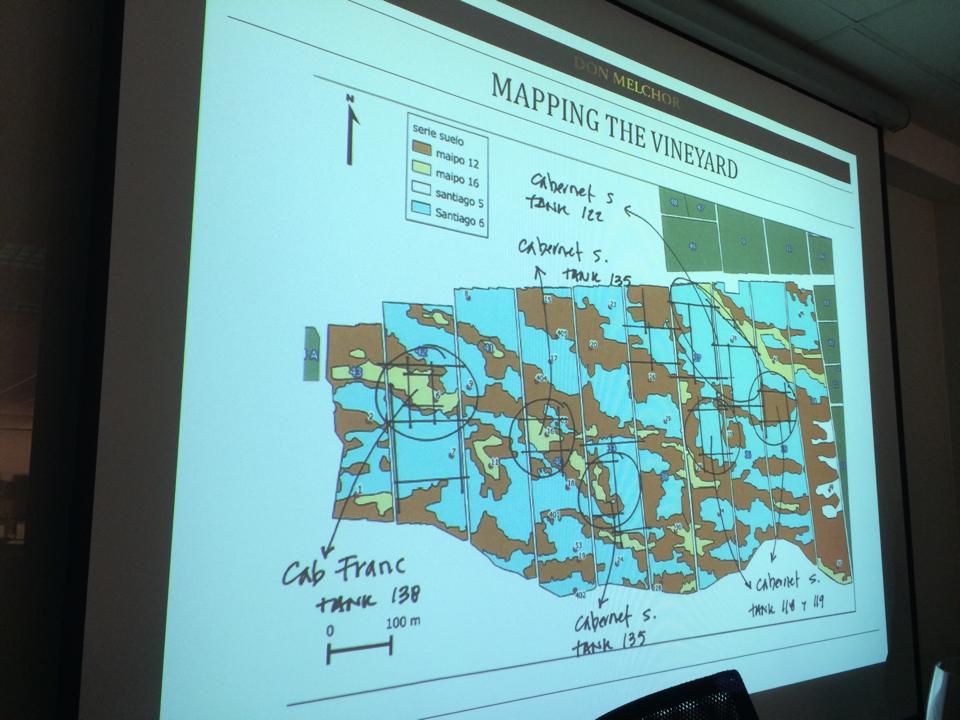 DON MELCHOR
MAPPING THE VINEYARD
N
serie suelo
maipo 12
maipo 16
santiago 5
Santiago 6
Cabernet S
TANK 122
Cabernet S.
TANK 135
Cab Franc
TANK 138
0 100 m
Cabernet S.
TANK 135
Cabernet S.
TANK 118 y 119